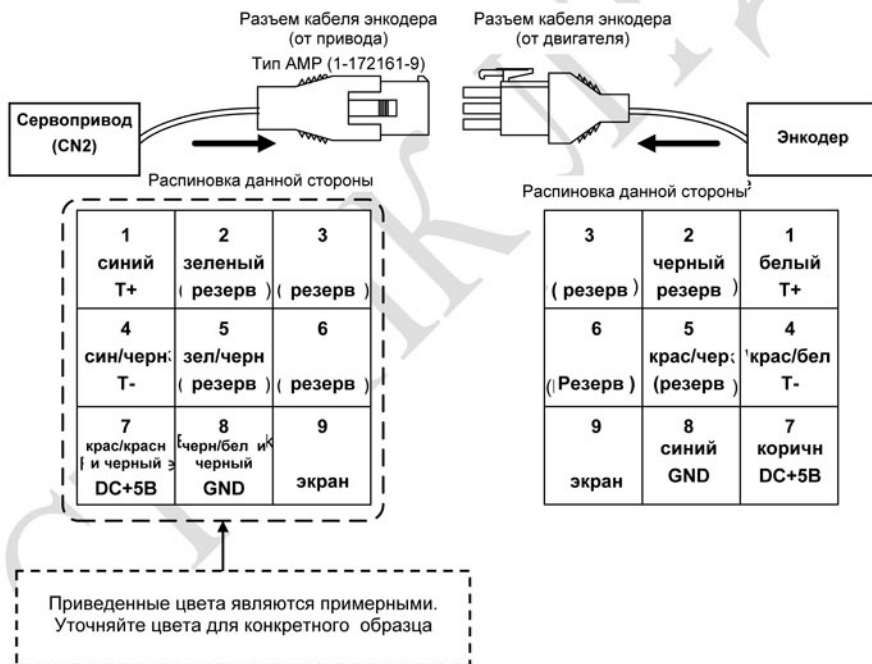 Разъем кабеля энкодера
(от привода)
Тип AMP (1-172161-9)
Разъем кабеля энкодера
(от двигателя)
Сервопривод
(CN2)
Энкодер
Распиновка данной стороны
Распиновка данной стороны
1
синий
T+
2
зеленый
( резерв )
3
( резерв )
4
син/черн
T-
5
зел/черн
( резерв )
6
( резерв )
7
крас/красн
и черный
DC+5В
8
черн/бел и
черный
GND
9
экран
3
( резерв )
2
черный
резерв )
1
белый
T+
6
(Резерв )
5
крас/чер
(резерв )
4
крас/бел
T-
9
экран
8
синий
GND
7
коричн
DC+5В
Приведенные цвета являются примерными.
Уточняйте цвета для конкретного образца